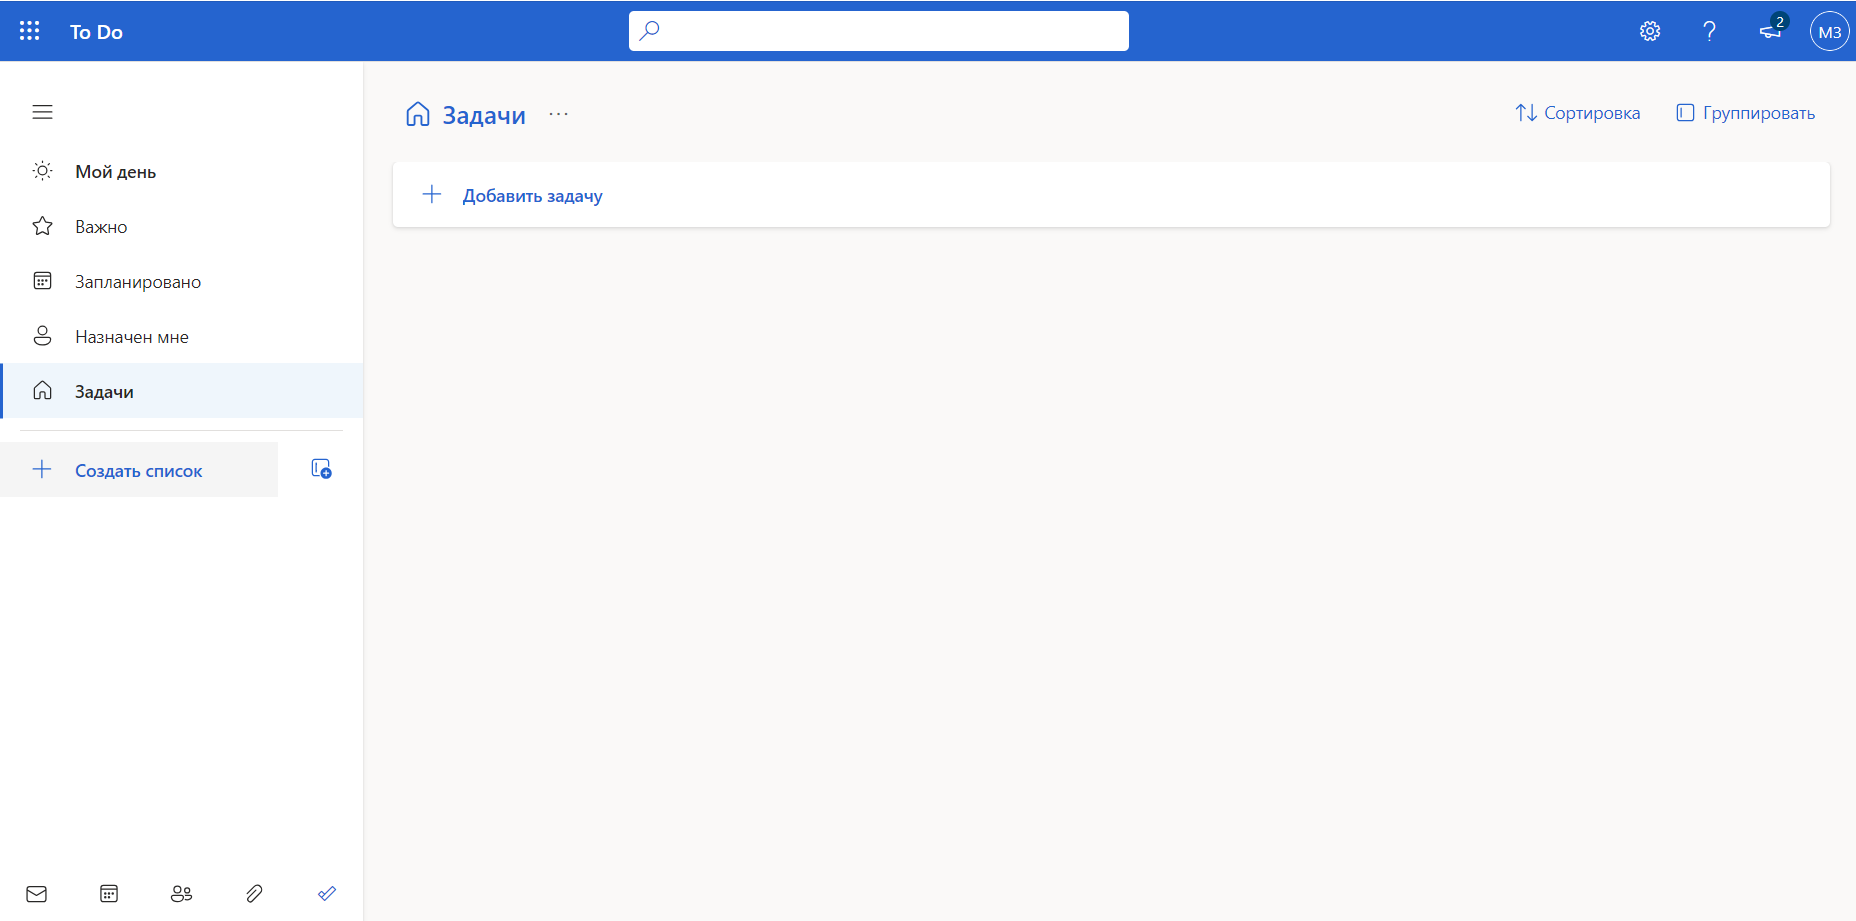 To Do
2
МЗ
Мой день
Важно
Запланировано
Назначен мне
Задачи
Создать список
Задачи
Сортировка
Группировать
Добавить задачу